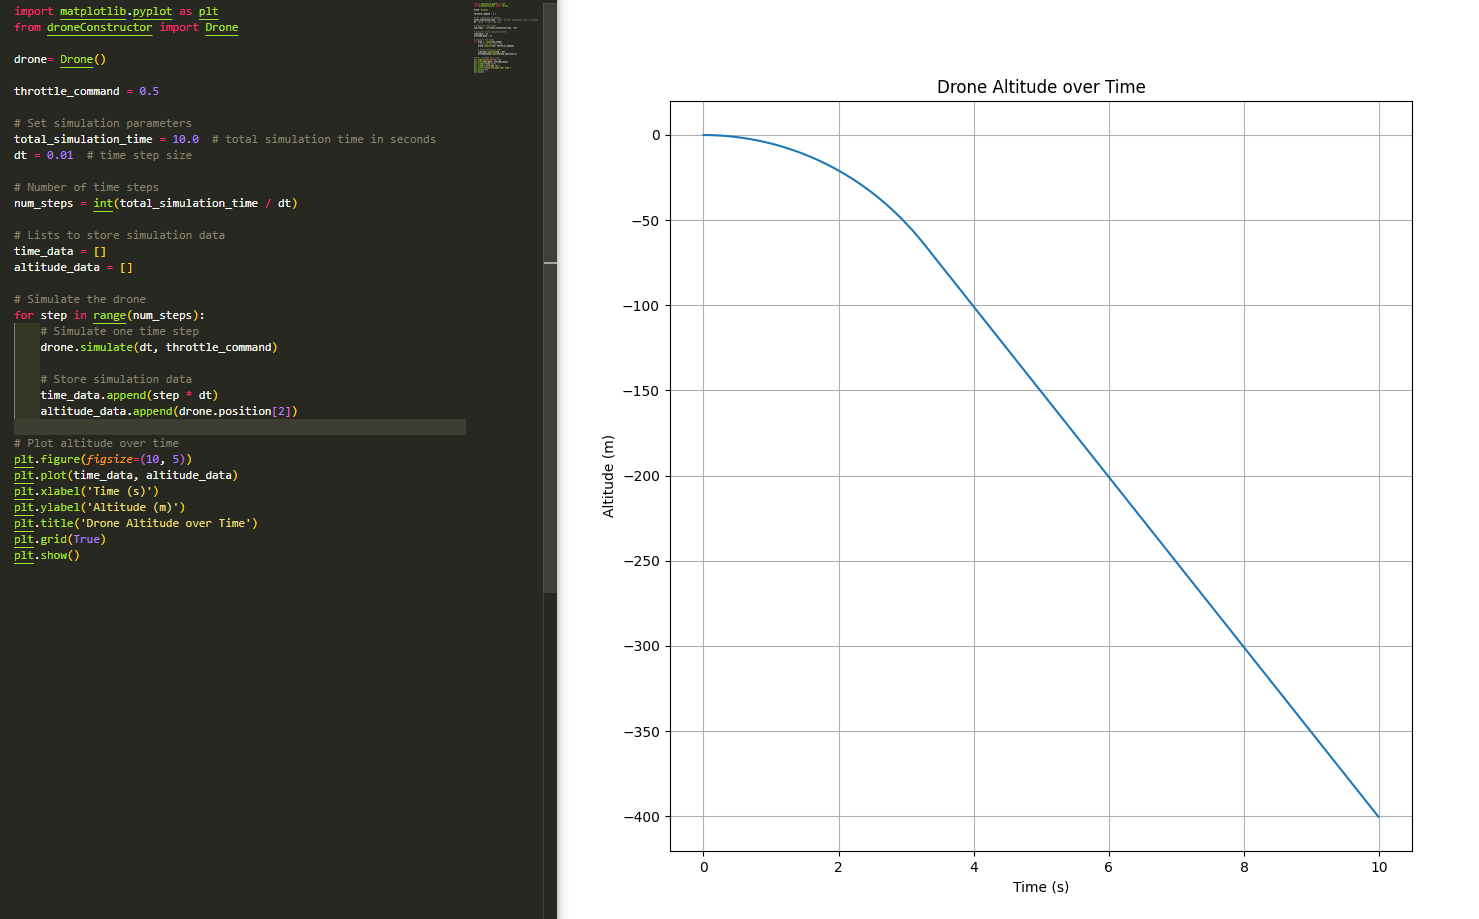 import matplotlib.pyplot as plt
from droneConstructor import Drone
drone= Drone()
throttle_command = 0.5
# Set simulation parameters
total_simulation_time = 10.0  # total simulation time in seconds
dt = 0.01  # time step size
# Number of time steps
num_steps = int(total_simulation_time / dt)
# Lists to store simulation data
time_data = []
altitude_data = []
# Simulate the drone
for step in range(num_steps):
    # Simulate one time step
    drone.simulate(dt, throttle_command)
    # Store simulation data
    time_data.append(step * dt)
    altitude_data.append(drone.position[2])
# Plot altitude over time
plt.figure(figsize=(10, 5))
plt.plot(time_data, altitude_data)
plt.xlabel('Time (s)')
plt.ylabel('Altitude (m)')
plt.title('Drone Altitude over Time')
plt.grid(True)
plt.show()
Drone Altitude over Time
0
−50
−100
−150
−200
−250
−300
−350
−400
Altitude (m)
0 2 4 6 8 10
Time (s)